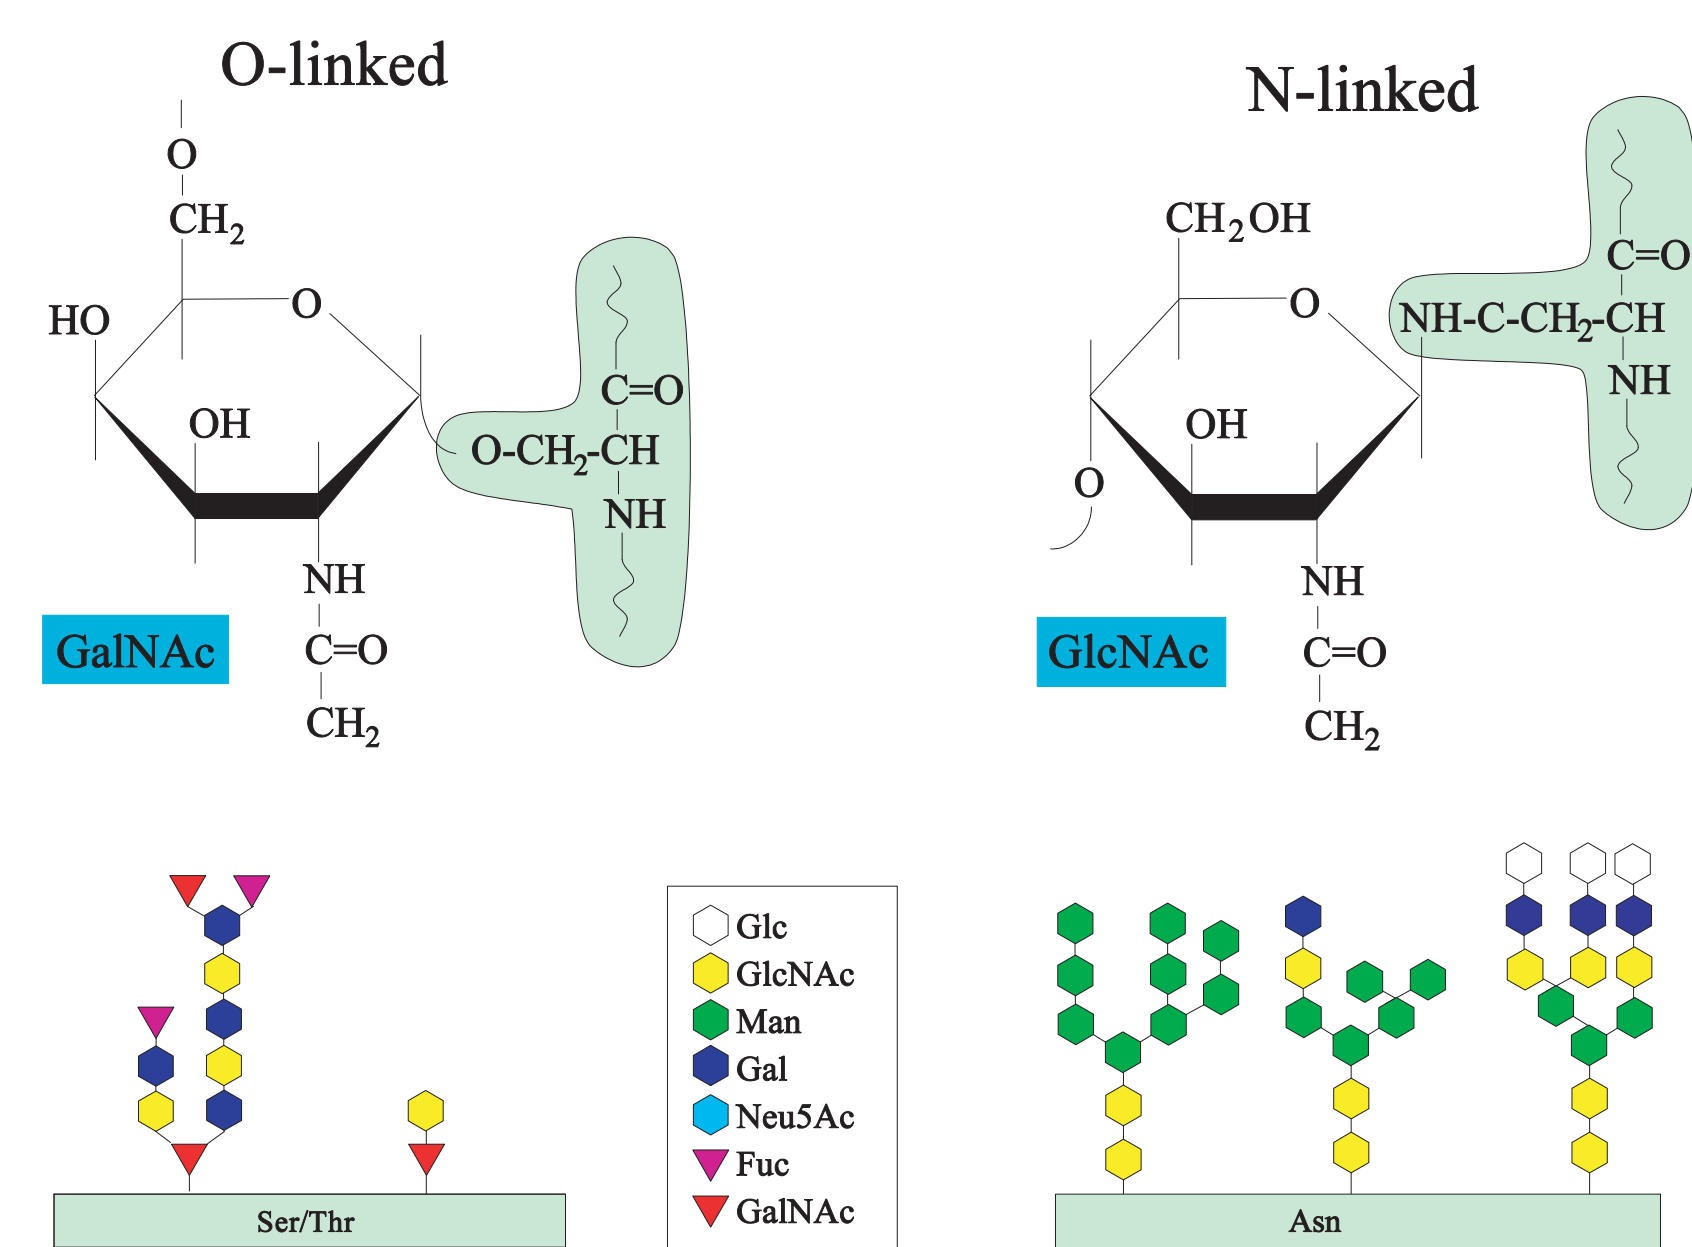 O-linked
O
CH2
HO
O
OH
C=O
O-CH2-CH
NH
NH
C=O
CH2
GalNAc
N-linked
CH2OH
O
OH
O
C=O
NH-C-CH2-CH
NH
NH
C=O
CH2
GlcNAc
Glc
GlcNAc
Man
Gal
Neu5Ac
Fuc
GalNAc
Ser/Thr
Asn